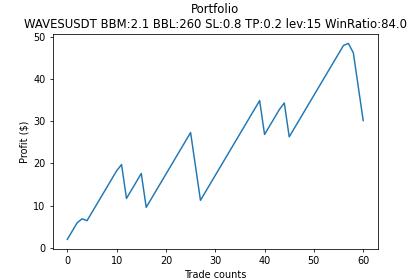 Portfolio
WAVESUSDT BBM:2.1 BBL:260 SL:0.8 TP:0.2 lev:15 WinRatio:84.0
Profit ($)
50
40
30
20
10
0
0 10 20 30 40 50 60
Trade counts